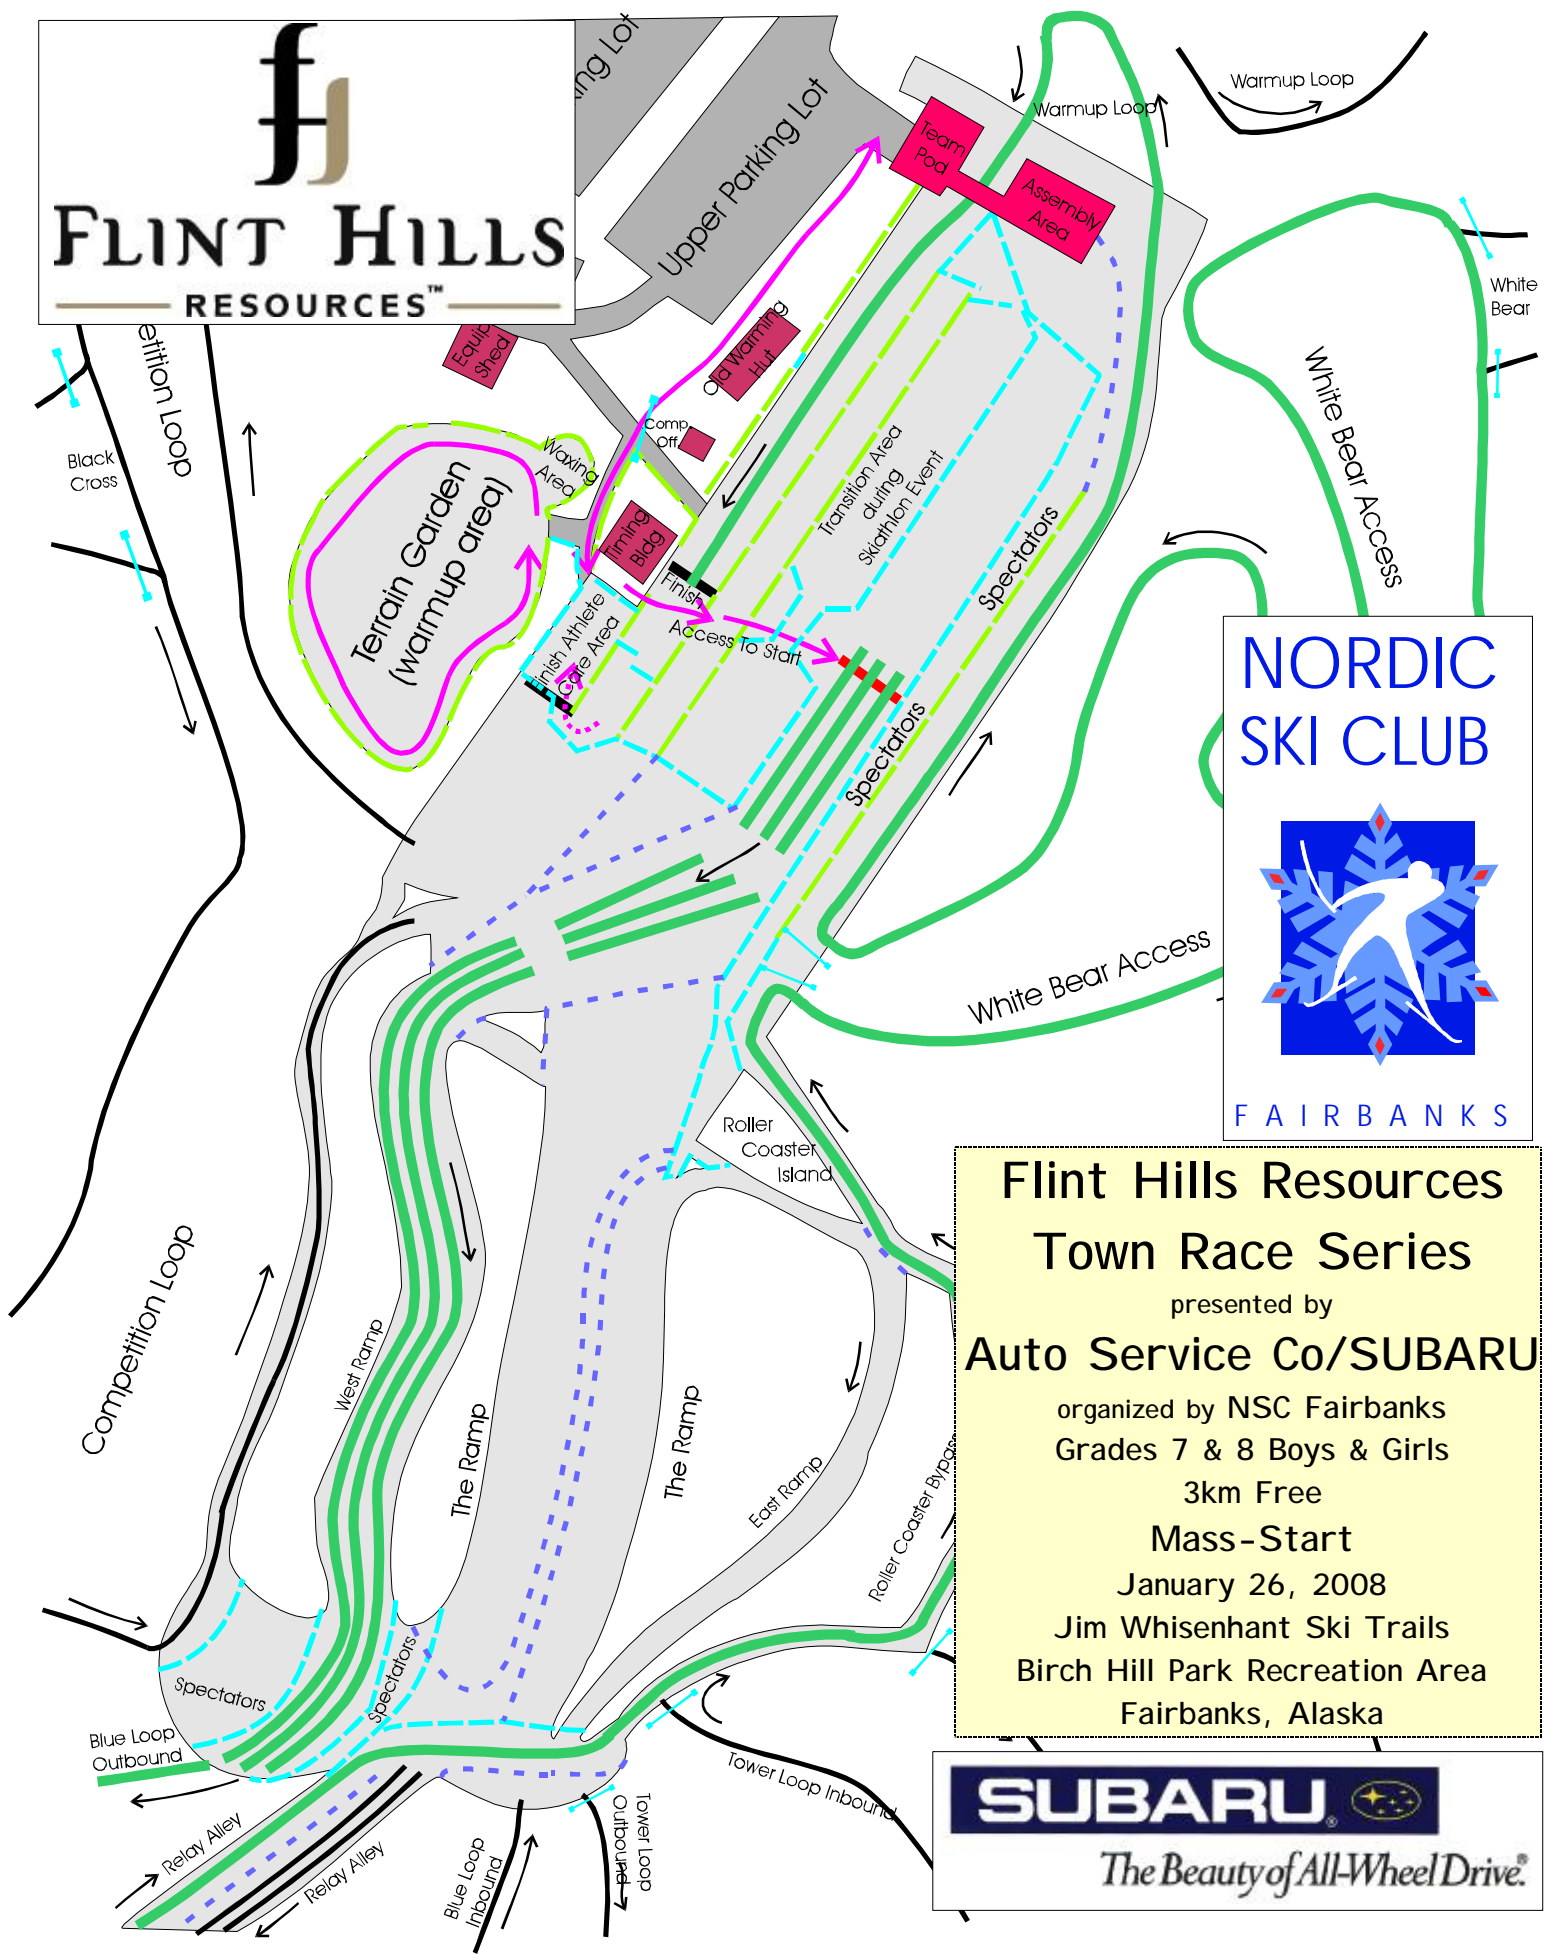 FLINT HILLS
RESOURCES™
ing Lot
Upper Parking Lot
Warmup Loop
Warmup Loop
Team
Pod
Assembly
Area
White
Bear
White Bear Access
Equip
Shed
Old Warming
Hut
Comp.
Off.
etition Loop
Black
Cross
Waxing
Area
Terrain Garden
(warmup area)
Timing
Bldg
Finish
Transition Area
during
Skiathlon Event
Spectators
Finish Athlete
Care Area
Access To Start
Spectators
NORDIC
SKI CLUB
FAIRBANKS
White Bear Access
Roller
Coaster
Island
Competition Loop
West Ramp
The Ramp
The Ramp
East Ramp
Roller Coaster Bypas
Flint Hills Resources
Town Race Series
presented by
Auto Service Co/SUBARU
organized by NSC Fairbanks
Grades 7 & 8 Boys & Girls
3km Free
Mass-Start
January 26, 2008
Jim Whisenhant Ski Trails
Birch Hill Park Recreation Area
Fairbanks, Alaska
Spectators
Spectators
Blue Loop
Outbound
Relay Alley
Relay Alley
Blue Loop
Inbound
Tower Loop
Outbound
Tower Loop Inbound
SUBARU®
The Beauty of All-Wheel Drive.®